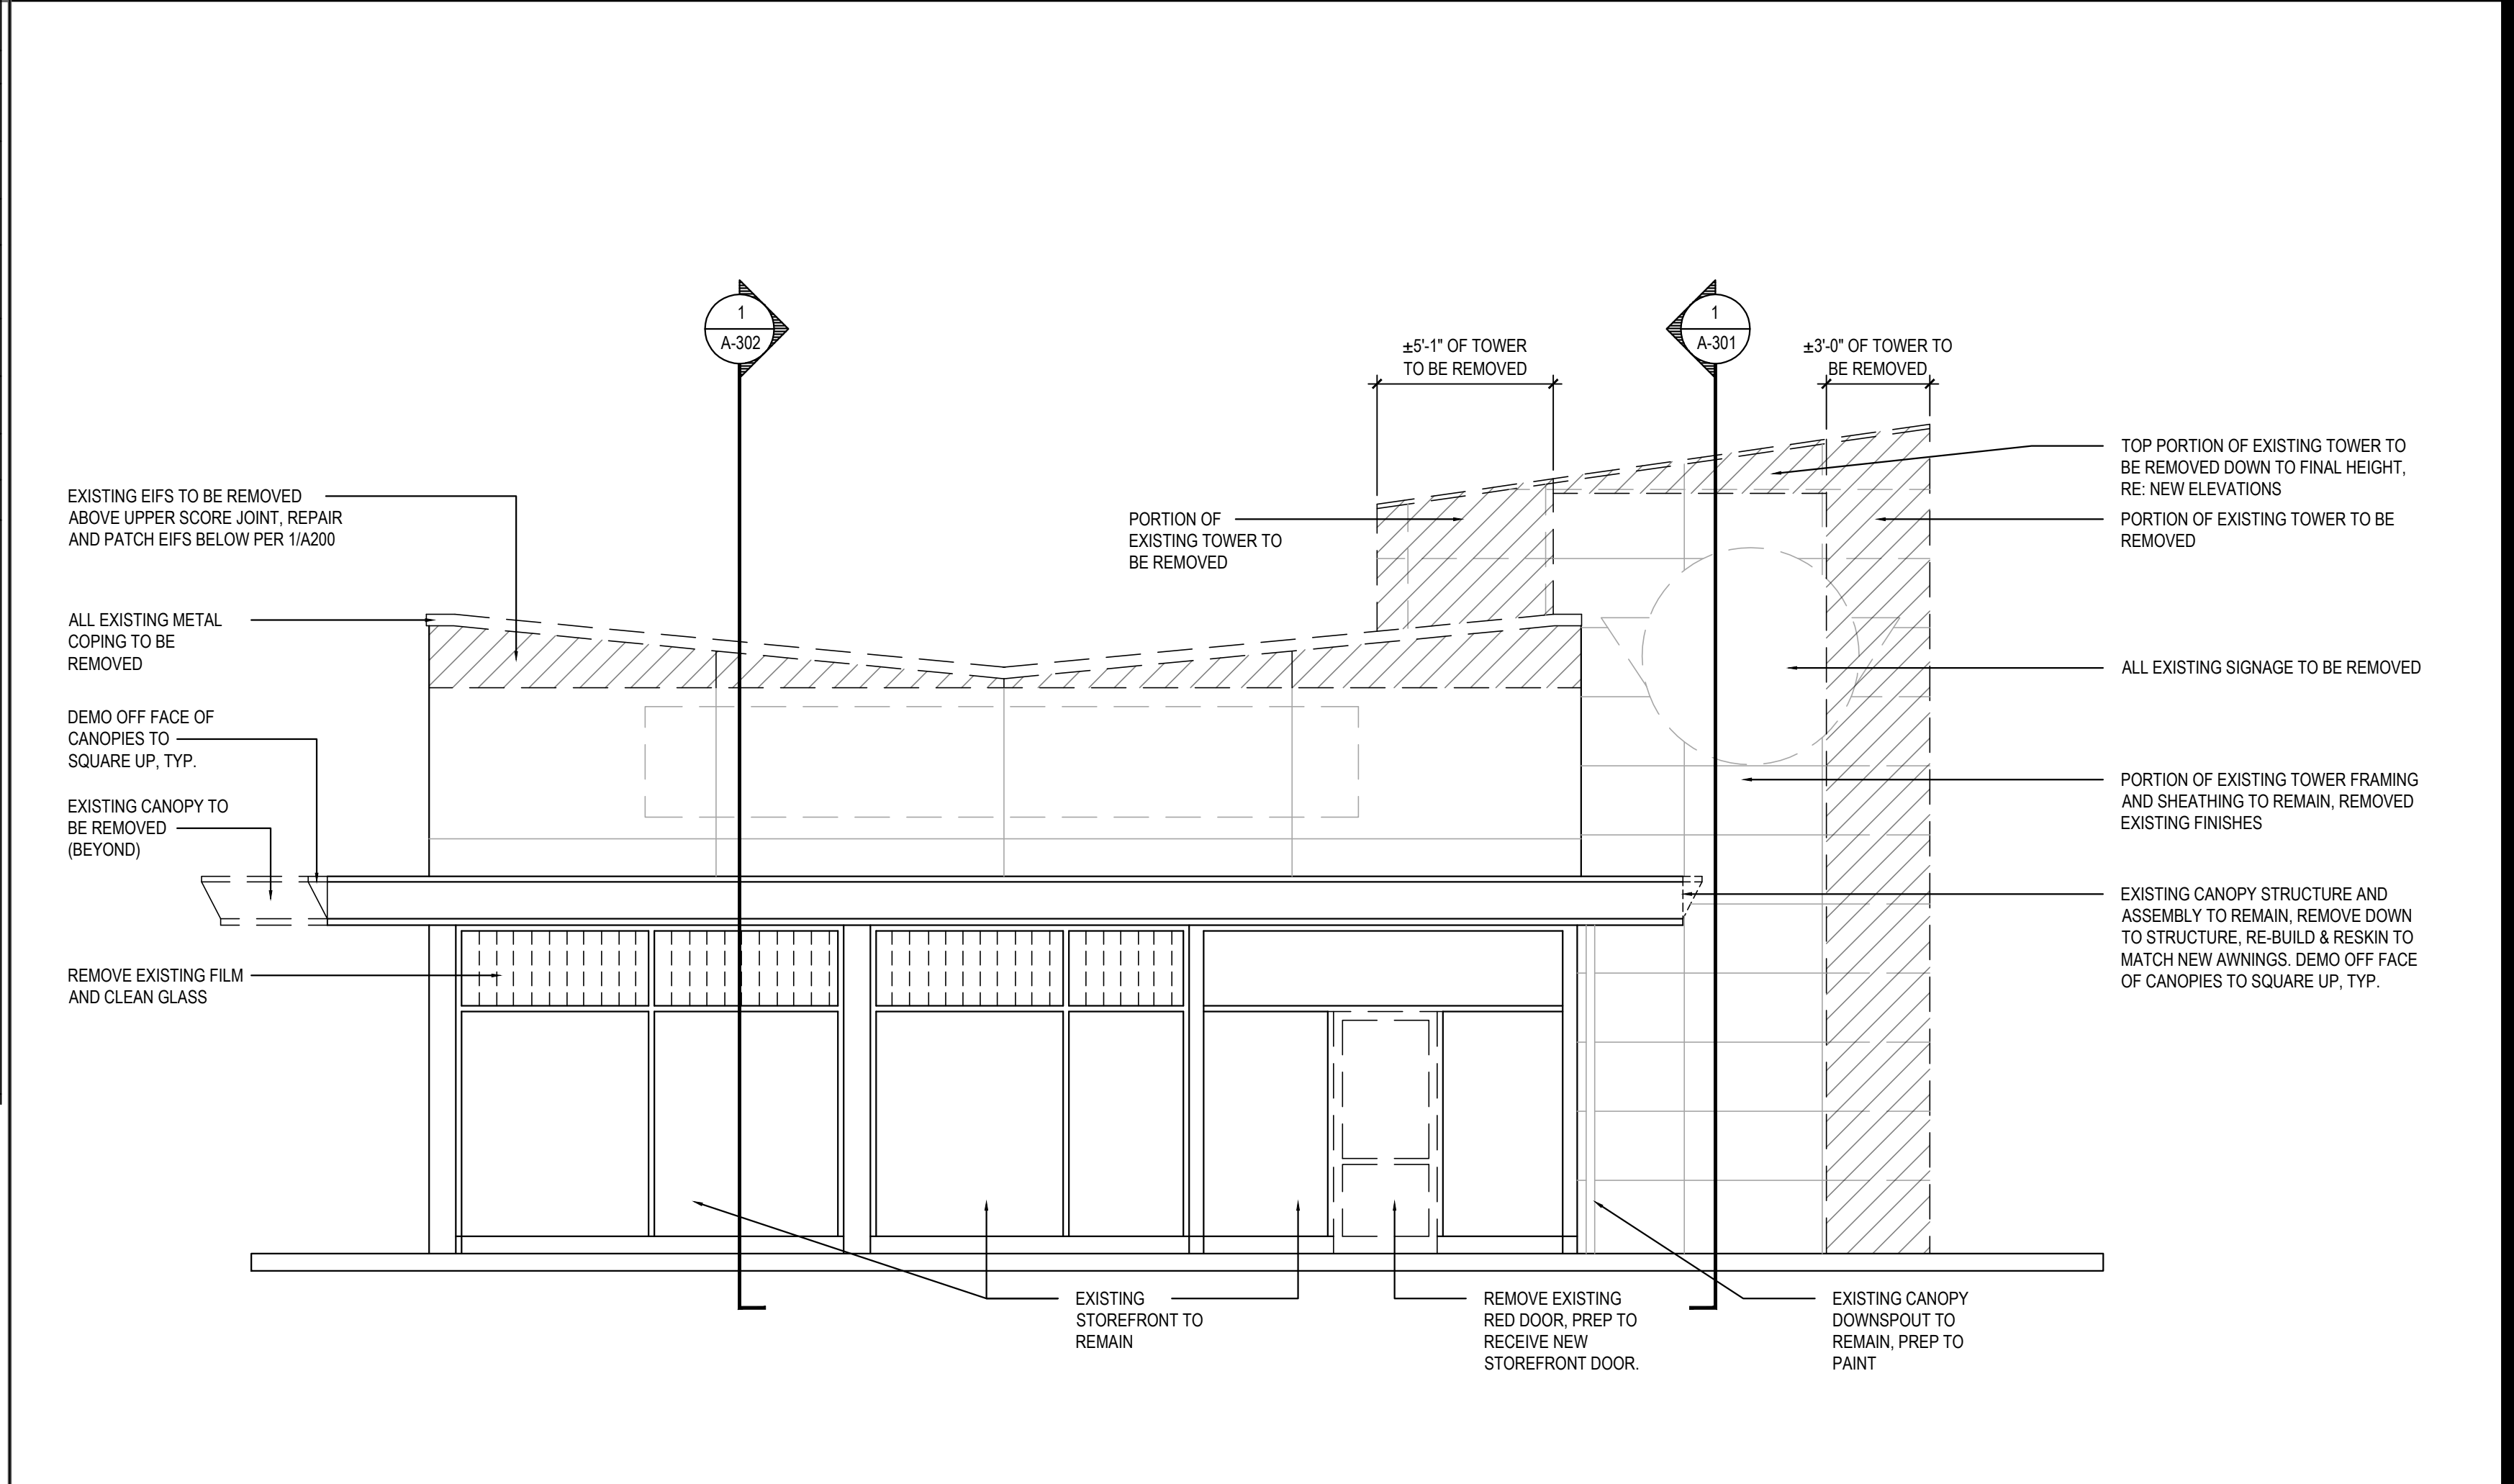 1
A-302
1
A-301
±5'-1" OF TOWER
TO BE REMOVED
±3'-0" OF TOWER TO
BE REMOVED
EXISTING EIFS TO BE REMOVED
ABOVE UPPER SCORE JOINT, REPAIR
AND PATCH EIFS BELOW PER 1/A200
ALL EXISTING METAL
COPING TO BE
REMOVED
DEMO OFF FACE OF
CANOPIES TO
SQUARE UP, TYP.
EXISTING CANOPY TO
BE REMOVED
(BEYOND)
REMOVE EXISTING FILM
AND CLEAN GLASS
PORTION OF
EXISTING TOWER TO
BE REMOVED
TOP PORTION OF EXISTING TOWER TO
BE REMOVED DOWN TO FINAL HEIGHT,
RE: NEW ELEVATIONS
PORTION OF EXISTING TOWER TO BE
REMOVED
ALL EXISTING SIGNAGE TO BE REMOVED
PORTION OF EXISTING TOWER FRAMING
AND SHEATHING TO REMAIN, REMOVED
EXISTING FINISHES
EXISTING CANOPY STRUCTURE AND
ASSEMBLY TO REMAIN, REMOVE DOWN
TO STRUCTURE, RE-BUILD & RESKIN TO
MATCH NEW AWNINGS. DEMO OFF FACE
OF CANOPIES TO SQUARE UP, TYP.
EXISTING
STOREFRONT TO
REMAIN
REMOVE EXISTING
RED DOOR, PREP TO
RECEIVE NEW
STOREFRONT DOOR.
EXISTING CANOPY
DOWNSPOUT TO
REMAIN, PREP TO
PAINT